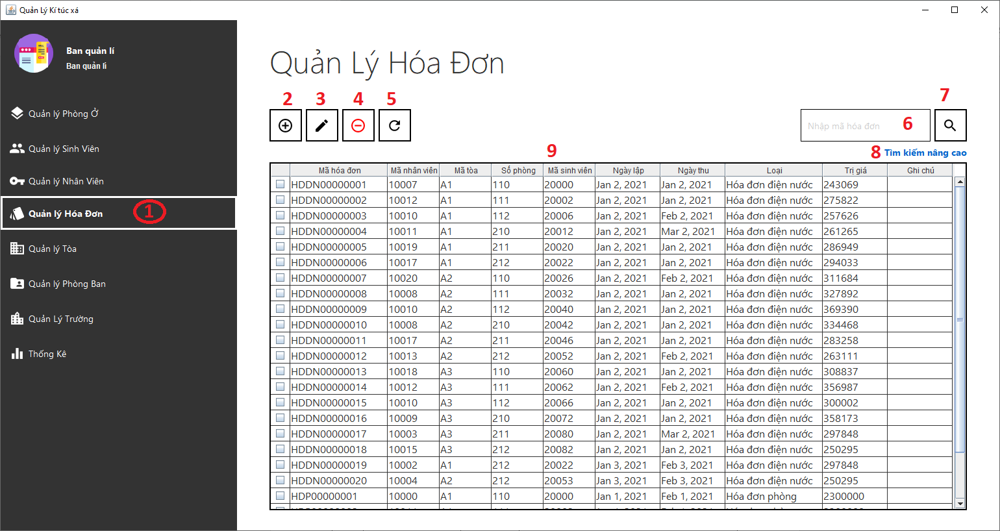 Quản Lý Kí túc xá
Ban quản lí
Ban quản lí
Quản lý Phòng Ở
Quản lý Sinh Viên
Quản lý Nhân Viên
Quản lý Hóa Đơn 1
Quản lý Tòa
Quản lý Phòng Ban
Quản Lý Trường
Thống Kê
Quản Lý Hóa Đơn
2 3 4 5 7
Nhập mã hóa đơn 6
9 8 Tìm kiếm nâng cao
Mã hóa đơn Mã nhân viên Mã tòa Số phòng Mã sinh viên Ngày lập Ngày thu Loại Trị giá Ghi chú
HDDN00000001 10007 A1 110 20000 Jan 2, 2021 Jan 2, 2021 Hóa đơn điện nước 243069
HDDN00000002 10012 A1 111 20002 Jan 2, 2021 Jan 2, 2021 Hóa đơn điện nước 275822
HDDN00000003 10010 A1 112 20006 Jan 2, 2021 Feb 2, 2021 Hóa đơn điện nước 257626
HDDN00000004 10011 A1 210 20012 Jan 2, 2021 Mar 2, 2021 Hóa đơn điện nước 261265
HDDN00000005 10019 A1 211 20020 Jan 2, 2021 Jan 2, 2021 Hóa đơn điện nước 286949
HDDN00000006 10017 A1 212 20022 Jan 2, 2021 Jan 2, 2021 Hóa đơn điện nước 294033
HDDN00000007 10020 A2 110 20026 Jan 2, 2021 Feb 2, 2021 Hóa đơn điện nước 311684
HDDN00000008 10008 A2 111 20032 Jan 2, 2021 Jan 2, 2021 Hóa đơn điện nước 327892
HDDN00000009 10010 A2 112 20040 Jan 2, 2021 Jan 2, 2021 Hóa đơn điện nước 369390
HDDN00000010 10008 A2 210 20042 Jan 2, 2021 Jan 2, 2021 Hóa đơn điện nước 334468
HDDN00000011 10017 A2 211 20046 Jan 2, 2021 Jan 2, 2021 Hóa đơn điện nước 283258
HDDN00000012 10013 A2 212 20052 Jan 2, 2021 Feb 2, 2021 Hóa đơn điện nước 263111
HDDN00000013 10018 A3 110 20060 Jan 2, 2021 Jan 2, 2021 Hóa đơn điện nước 308837
HDDN00000014 10012 A3 111 20062 Jan 2, 2021 Feb 2, 2021 Hóa đơn điện nước 356987
HDDN00000015 10010 A3 112 20066 Jan 2, 2021 Jan 2, 2021 Hóa đơn điện nước 300002
HDDN00000016 10009 A3 210 20072 Jan 2, 2021 Jan 2, 2021 Hóa đơn điện nước 358173
HDDN00000017 10003 A3 211 20080 Jan 2, 2021 Mar 2, 2021 Hóa đơn điện nước 297848
HDDN00000018 10015 A3 212 20082 Jan 2, 2021 Jan 2, 2021 Hóa đơn điện nước 250295
HDDN00000019 10002 A1 212 20022 Jan 3, 2021 Feb 3, 2021 Hóa đơn điện nước 297848
HDDN00000020 10004 A2 212 20053 Jan 3, 2021 Feb 3, 2021 Hóa đơn điện nước 250295
HDP00000001 10000 A1 110 20000 Jan 1, 2021 Feb 1, 2021 Hóa đơn phòng 2300000